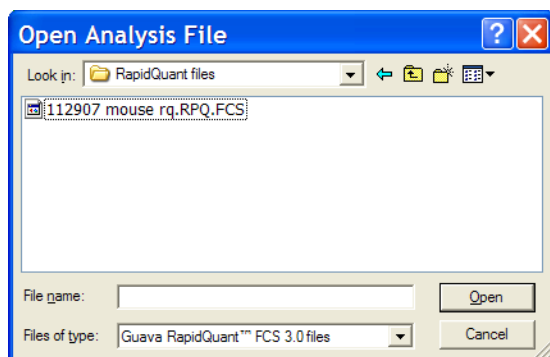 Open Analysis File
Look in: RapidQuant files
112907 mouse rq.RPQ.FCS
File name: Open
Files of type: Guava RapidQuant™ FCS 3.0 files Cancel